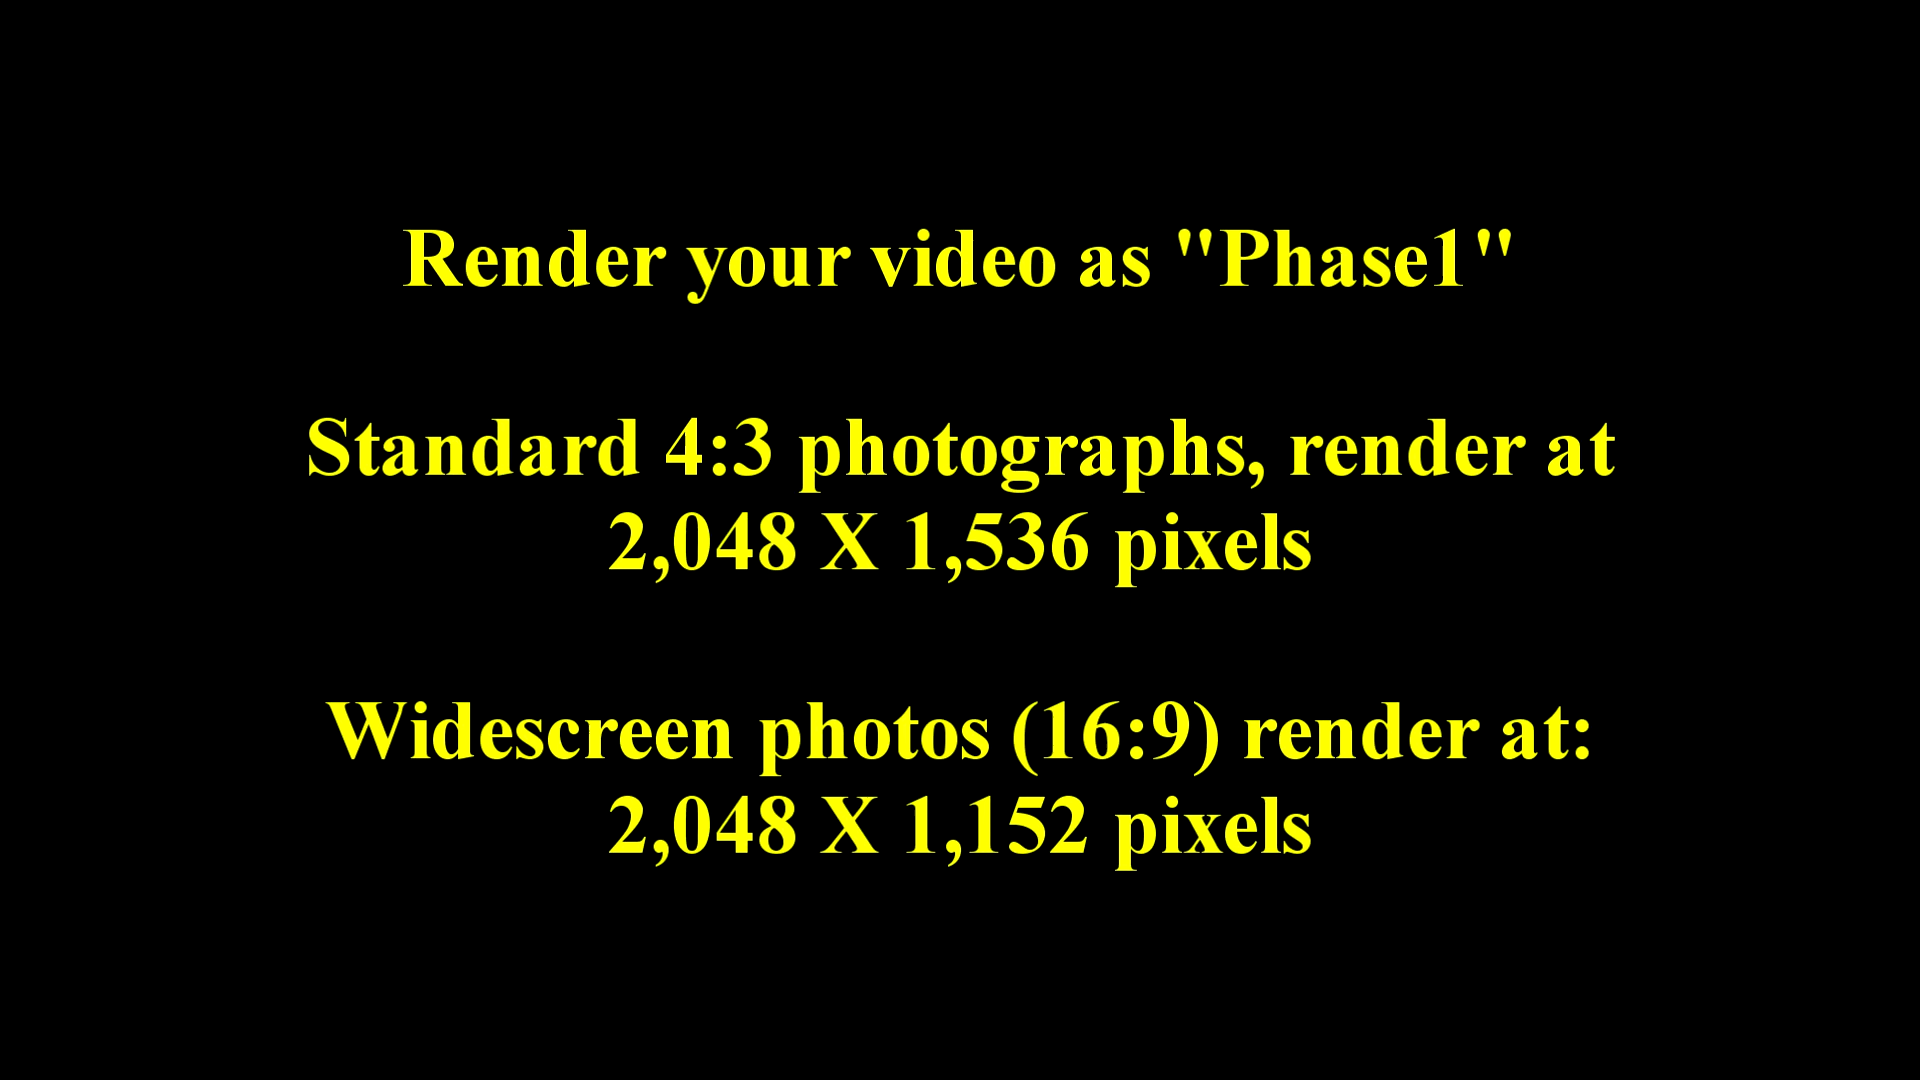 Render your video as "Phase1"
Standard 4:3 photographs, render at
2,048 X 1,536 pixels
Widescreen photos (16:9) render at:
2,048 X 1,152 pixels